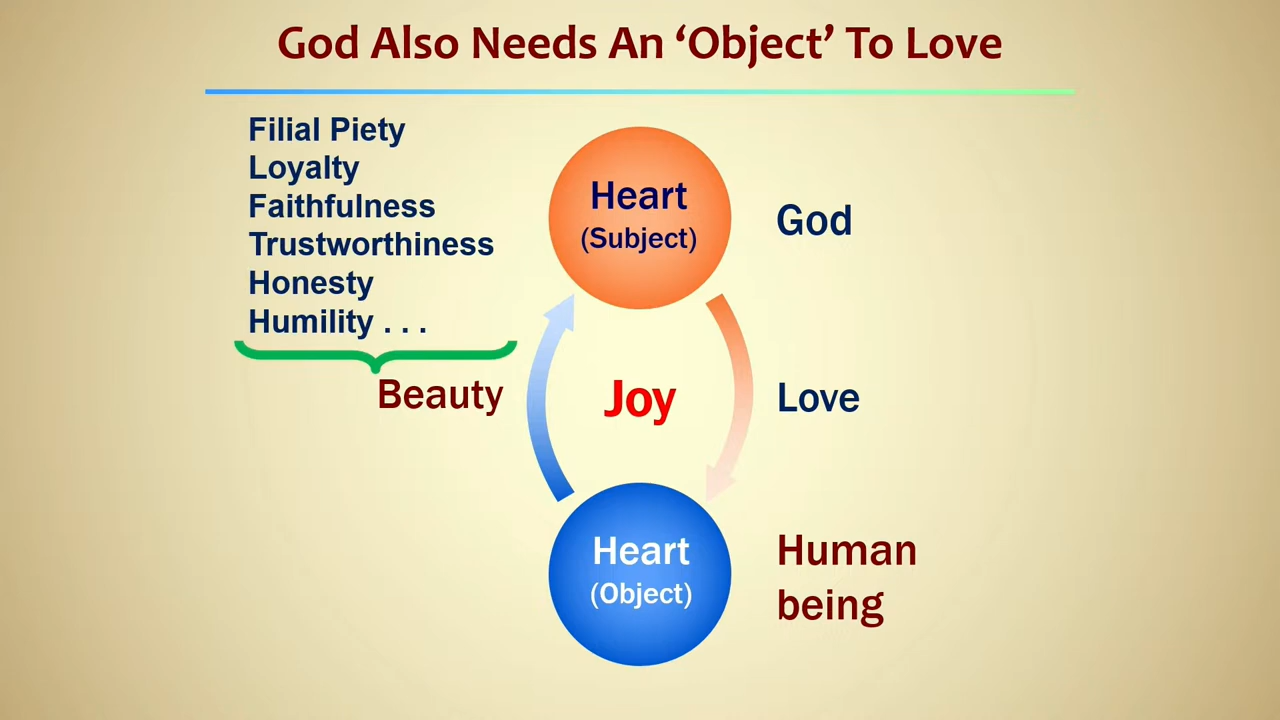 God Also Needs An ‘Object’ To Love
Filial Piety
Loyalty
Faithfulness
Trustworthiness
Honesty
Humility . . .
Beauty
Heart
(Subject)
God
Joy
Love
Heart
(Object)
Human
being